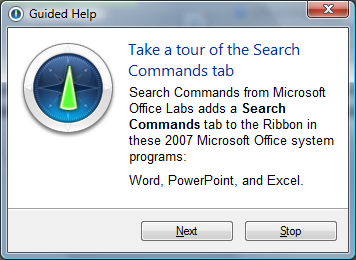 Guided Help
Take a tour of the Search
Commands tab
Search Commands from Microsoft
Office Labs adds a Search
Commands tab to the Ribbon in
these 2007 Microsoft Office system
programs:
Word, PowerPoint, and Excel.
Next
Stop